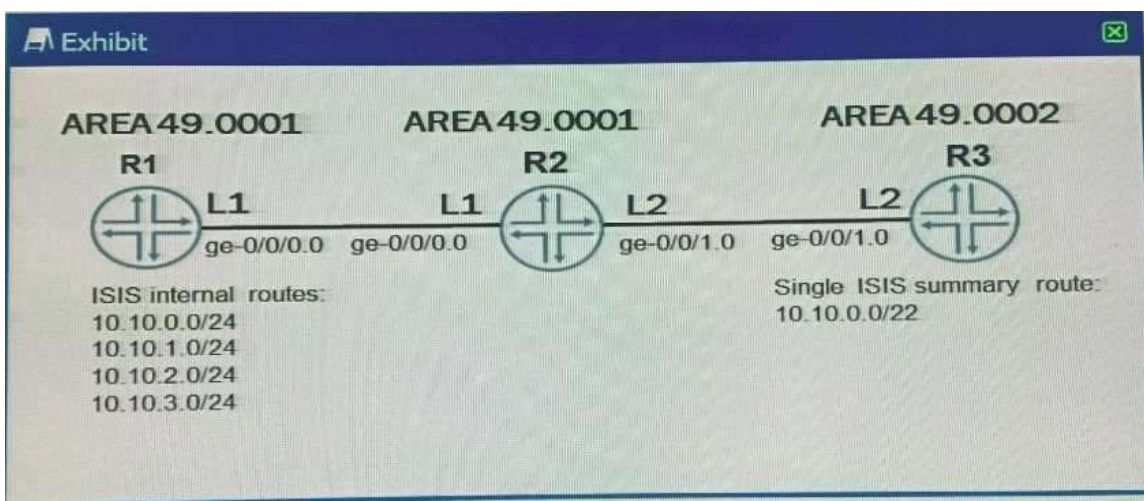 Exhibit
AREA 49.0001 AREA 49.0001 AREA 49.0002
R1 R2 R3
L1 L1 L2 L2
ge-0/0/0.0 ge-0/0/0.0 ge-0/0/1.0 ge-0/0/1.0
ISIS internal routes:
10.10.0.0/24
10.10.1.0/24
10.10.2.0/24
10.10.3.0/24
Single ISIS summary route:
10.10.0.0/22